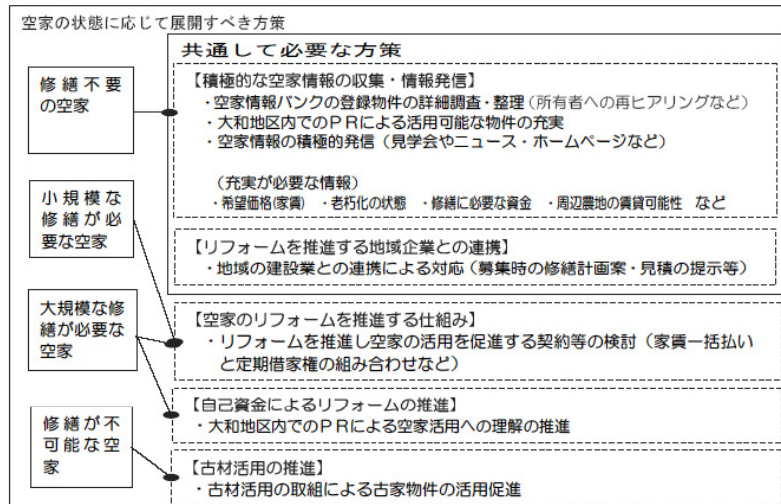 空家の状態に応じて展開すべき方策
共通して必要な方策
修繕不要
の空家
【積極的な空家情報の収集・情報発信】
・空家情報バンクの登録物件の詳細調査・整理（所有者への再ヒアリングなど）
・大和地区内でのＰＲによる活用可能な物件の充実
・空家情報の積極的発信（見学会やニュース・ホームページなど）
（充実が必要な情報）
・希望価格(家賃)　・老朽化の状態　・修繕に必要な資金　・周辺農地の賃貸可能性　など
小規模な
修繕が必
要な空家
【リフォームを推進する地域企業との連携】
・地域の建設業との連携による対応（募集時の修繕計画案・見積の提示等）
大規模な修
繕が必要な
空家
【空家のリフォームを推進する仕組み】
・リフォームを推進し空家の活用を促進する契約等の検討（家賃一括払い
と定期借家権の組み合わせなど）
【自己資金によるリフォームの推進】
・大和地区内でのＰＲによる空家活用への理解の推進
修繕が不
可能な空
家
【古材活用の推進】
・古材活用の取組による古家物件の活用促進